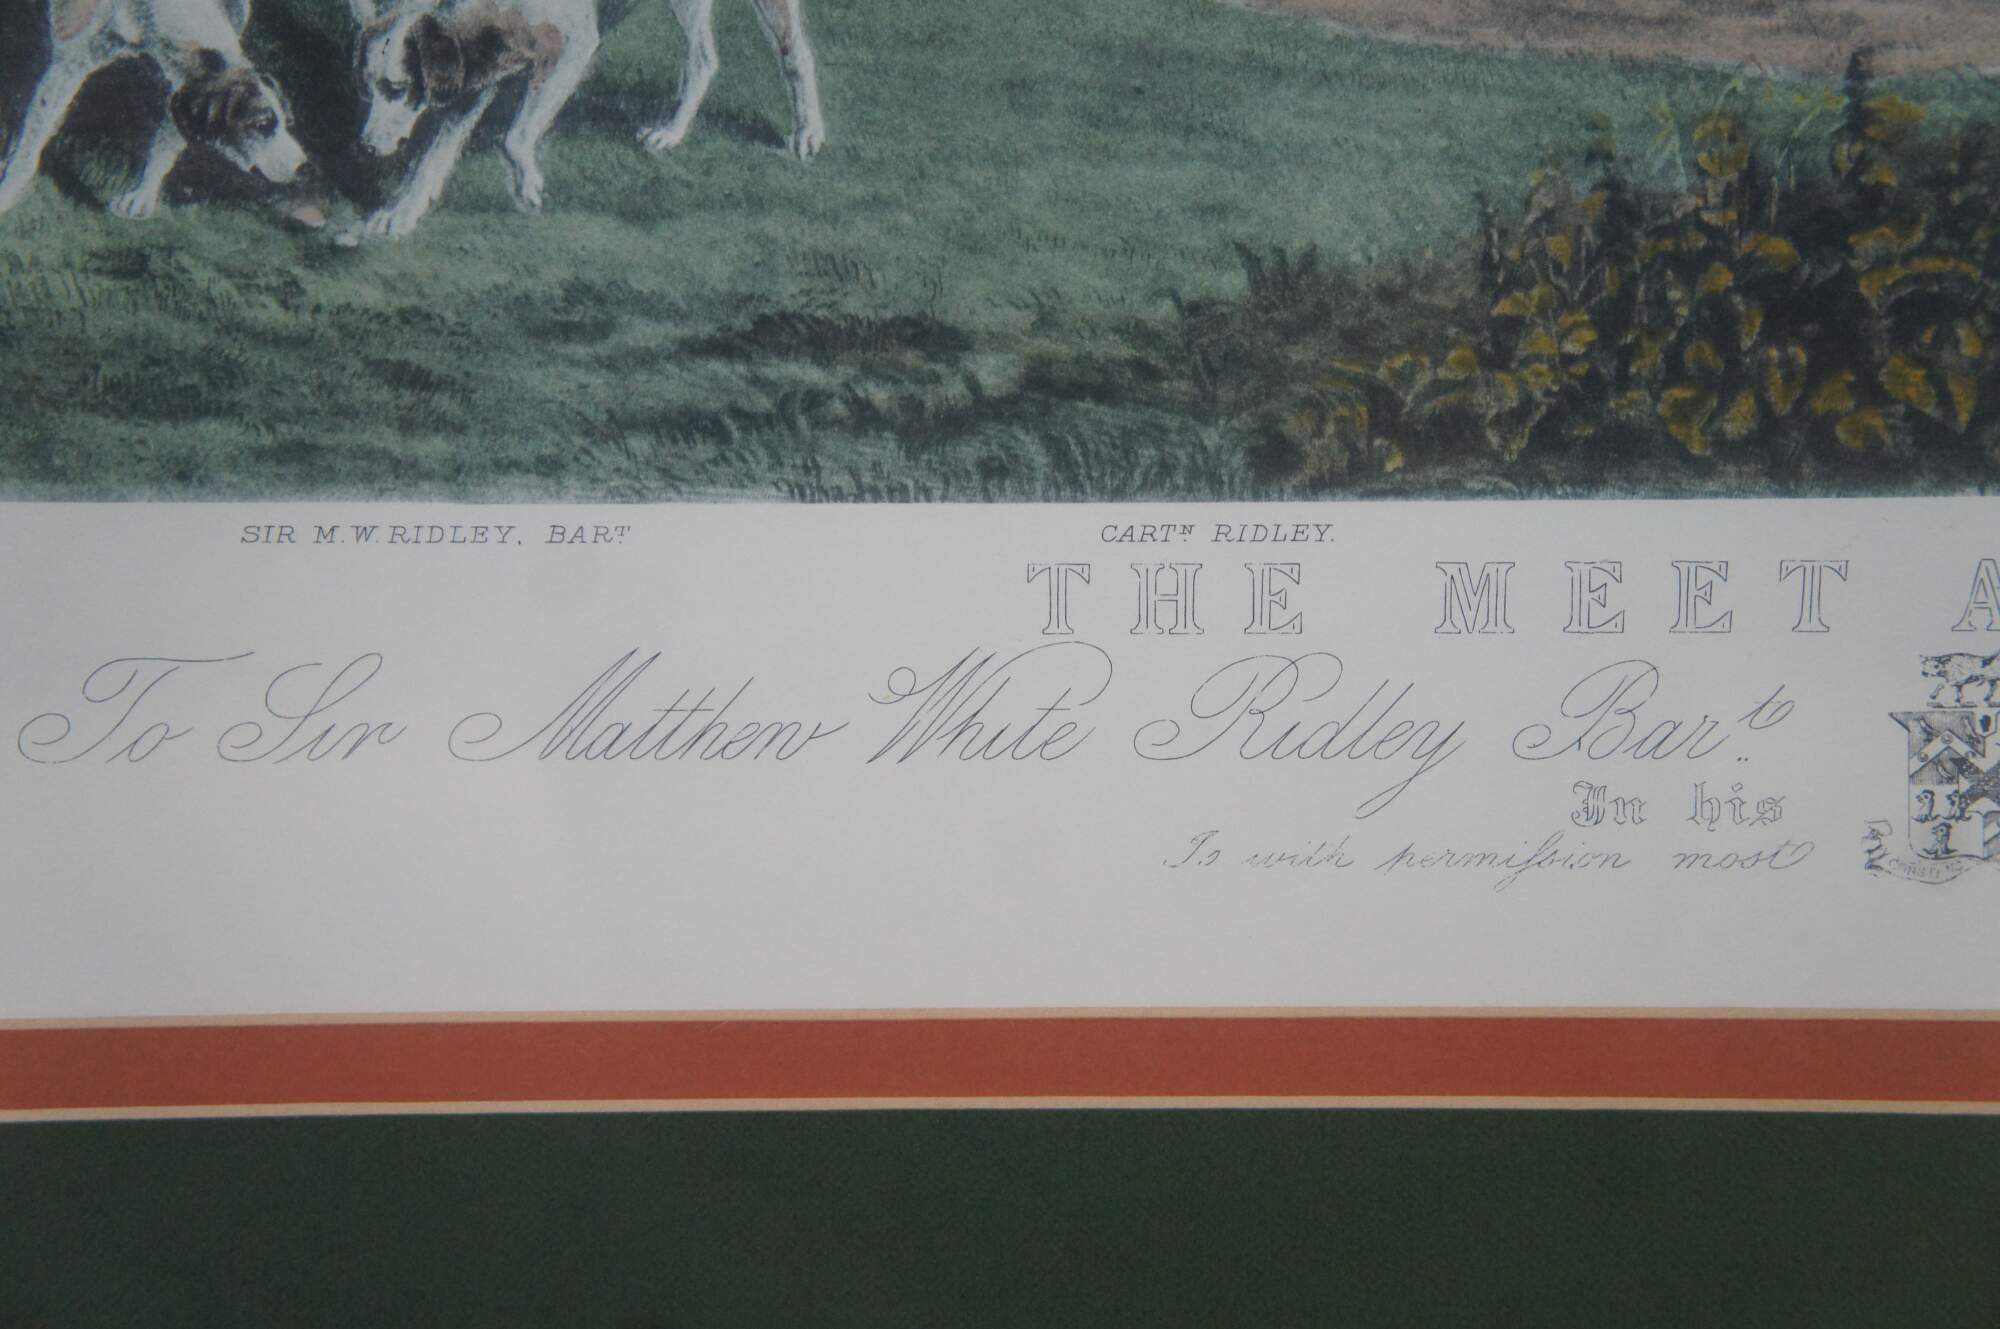 SIR M.W. RIDLEY, BART. CARTN. RIDLEY.
THE MEET A
To Sir Matthew White Ridley Bart.
In his
Is with permiſsion most